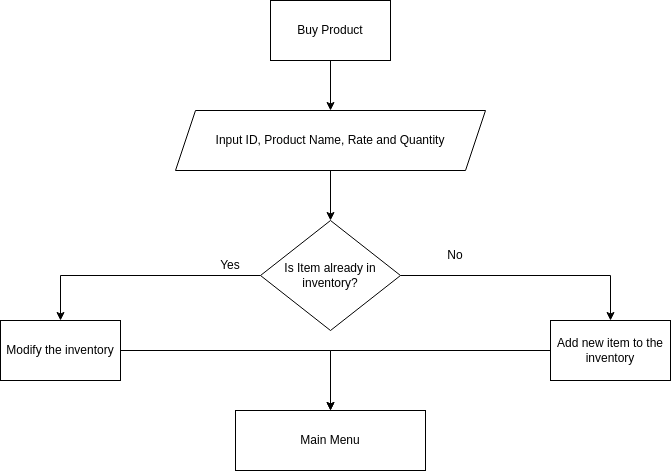 Buy Product
Input ID, Product Name, Rate and Quantity
Is Item already in
inventory?
Yes
No
Modify the inventory
Add new item to the
inventory
Main Menu